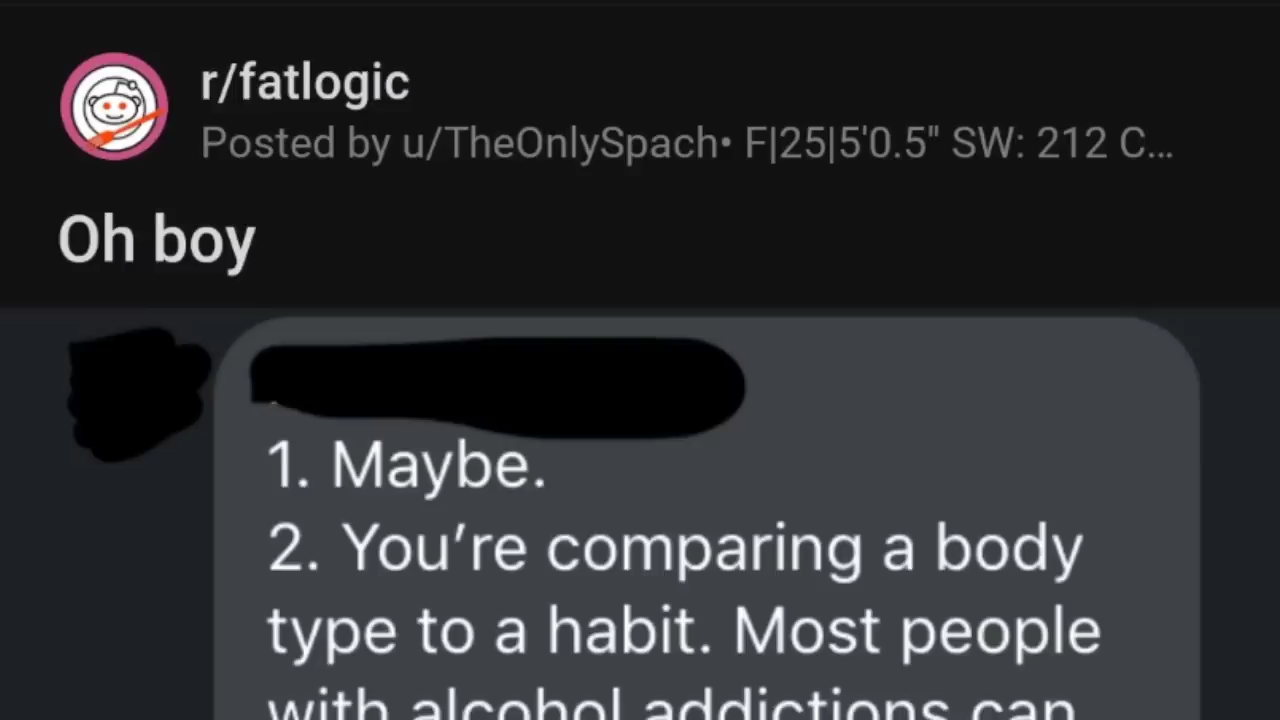 r/fatlogic
Posted by u/TheOnlySpach• F|25|5'0.5" SW: 212 C...
Oh boy
1. Maybe.
2. You’re comparing a body
type to a habit. Most people
with alcohol addictions can